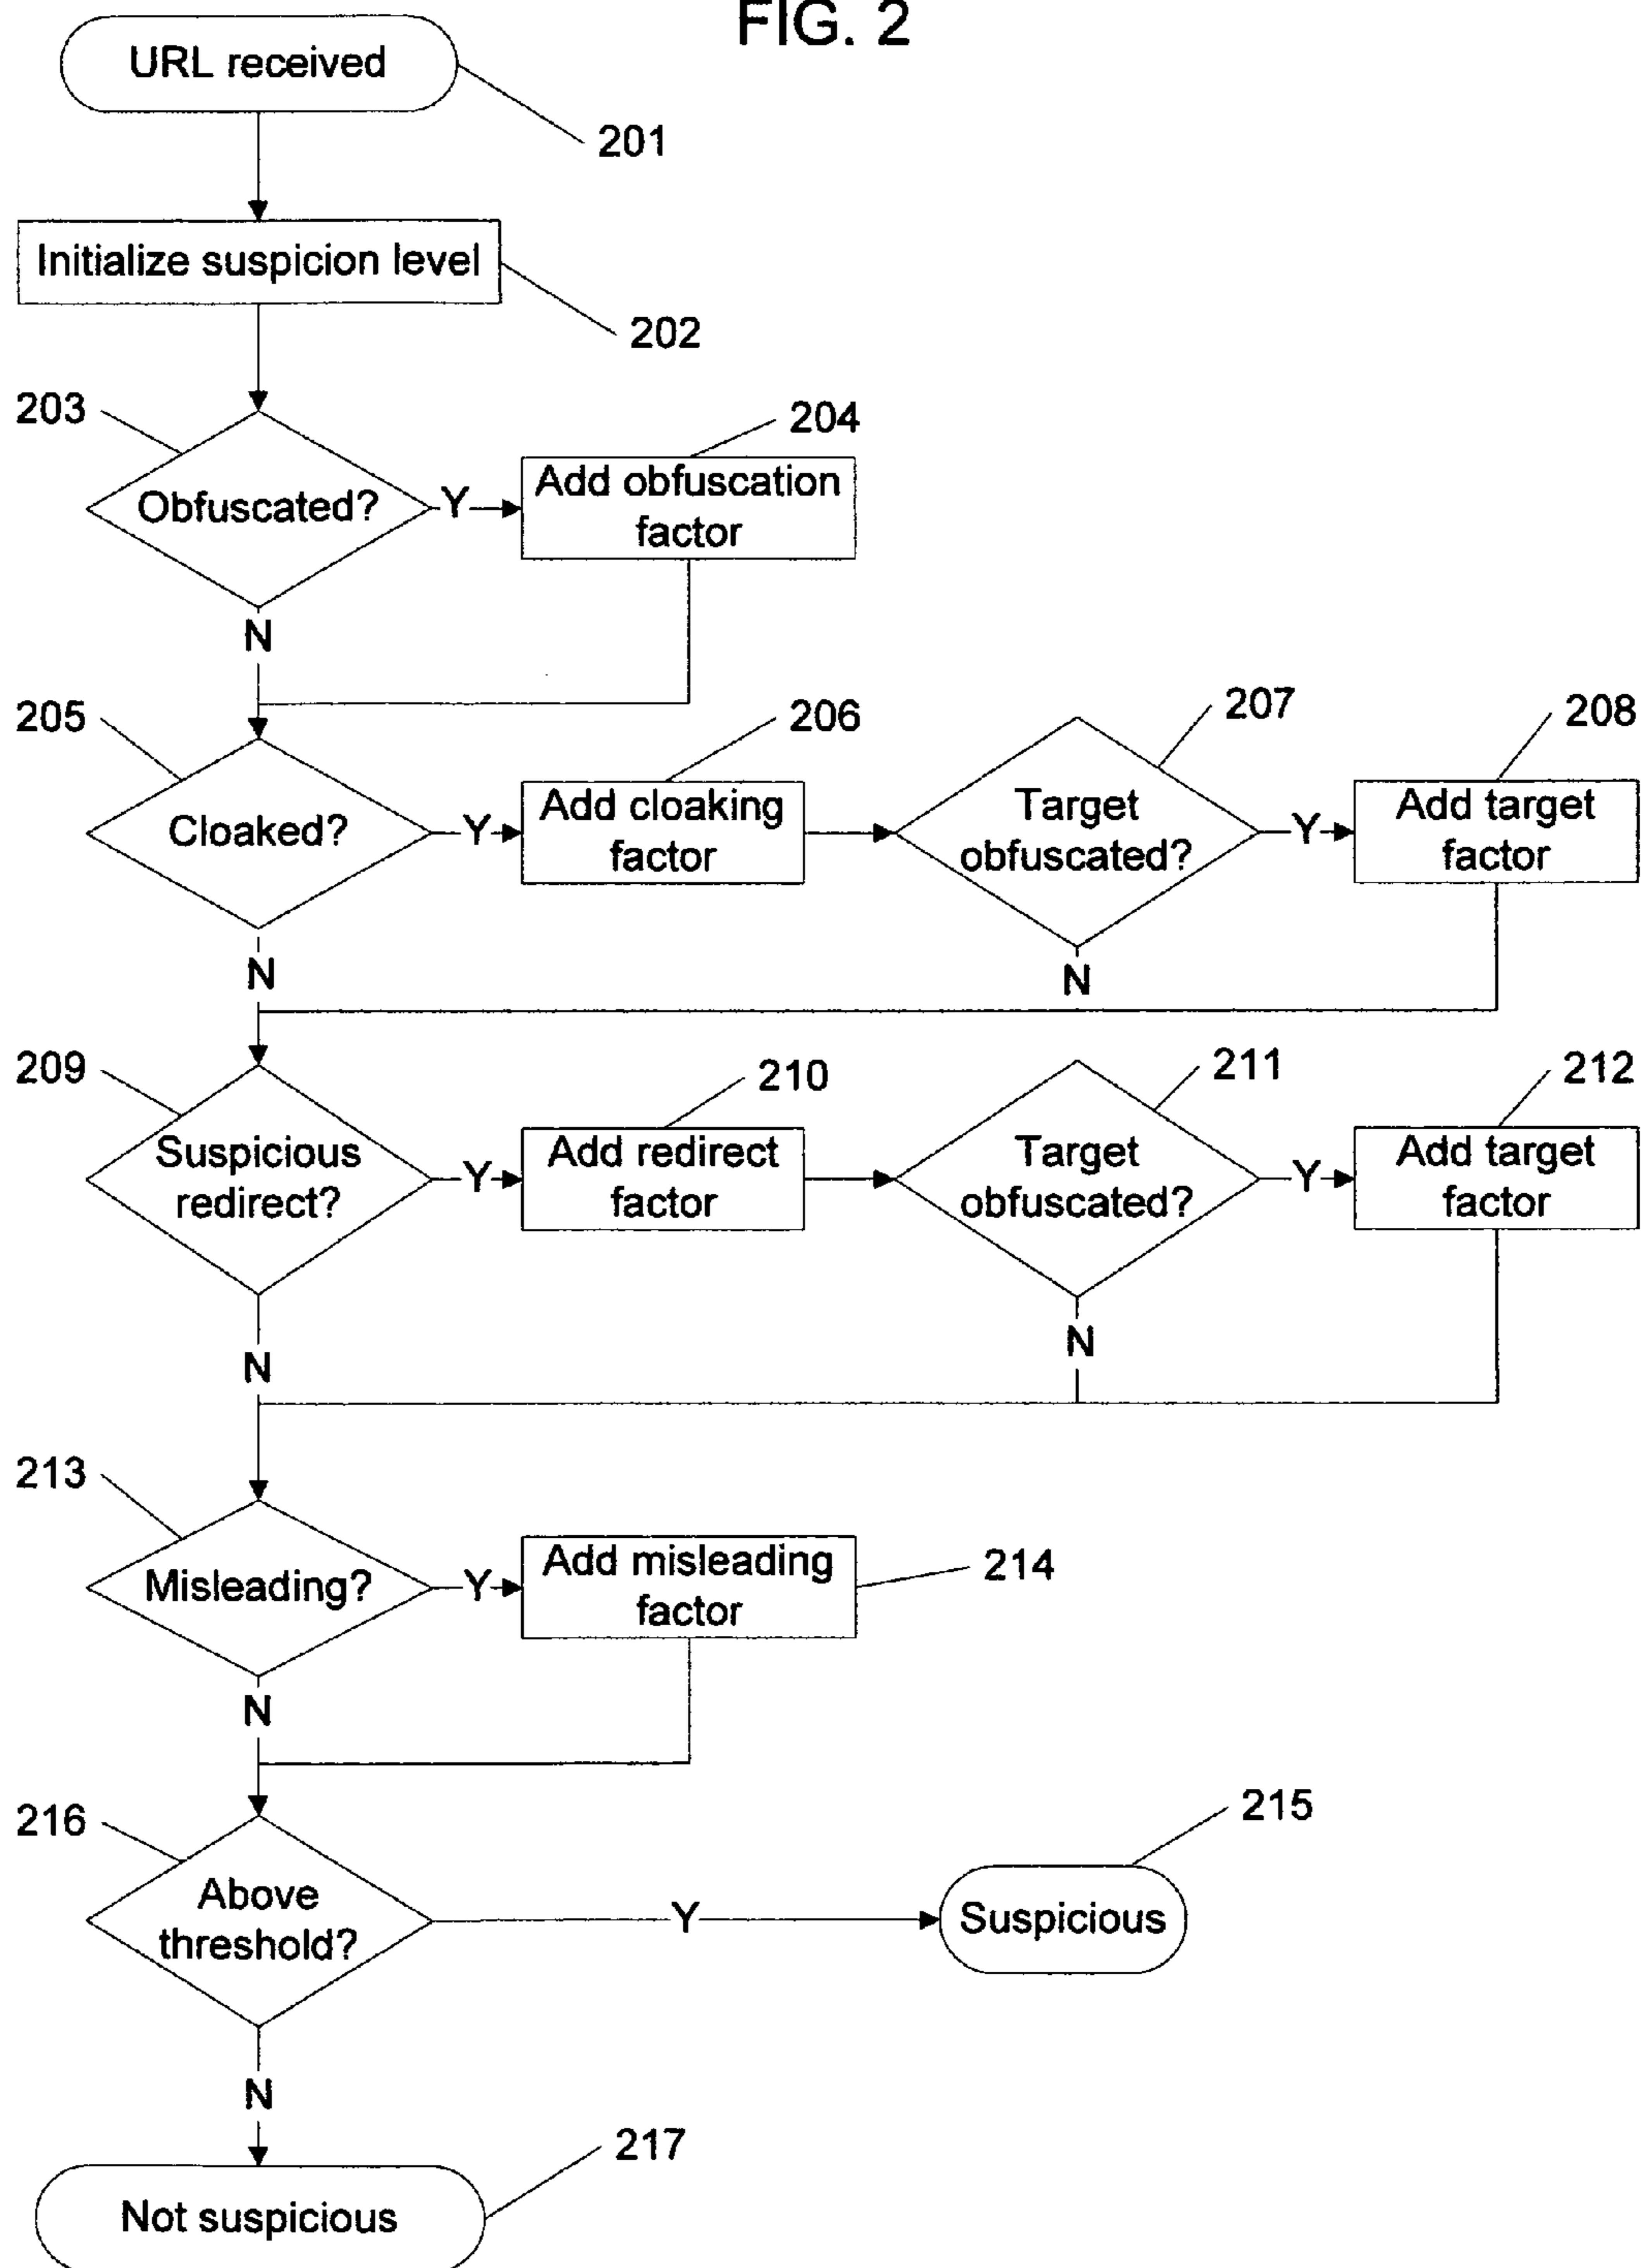 FIG. 2
URL received
201
Initialize suspicion level
202
203
204
Obfuscated?
Y
Add obfuscation
factor
N
205
206
207
208
Cloaked?
Y
Add cloaking
factor
Target
obfuscated?
Y
Add target
factor
N
N
209
210
211
212
Suspicious
redirect?
Y
Add redirect
factor
Target
obfuscated?
Y
Add target
factor
N
N
213
Misleading?
Y
Add misleading
factor
214
N
216
215
Above
threshold?
Y
Suspicious
N
217
Not suspicious